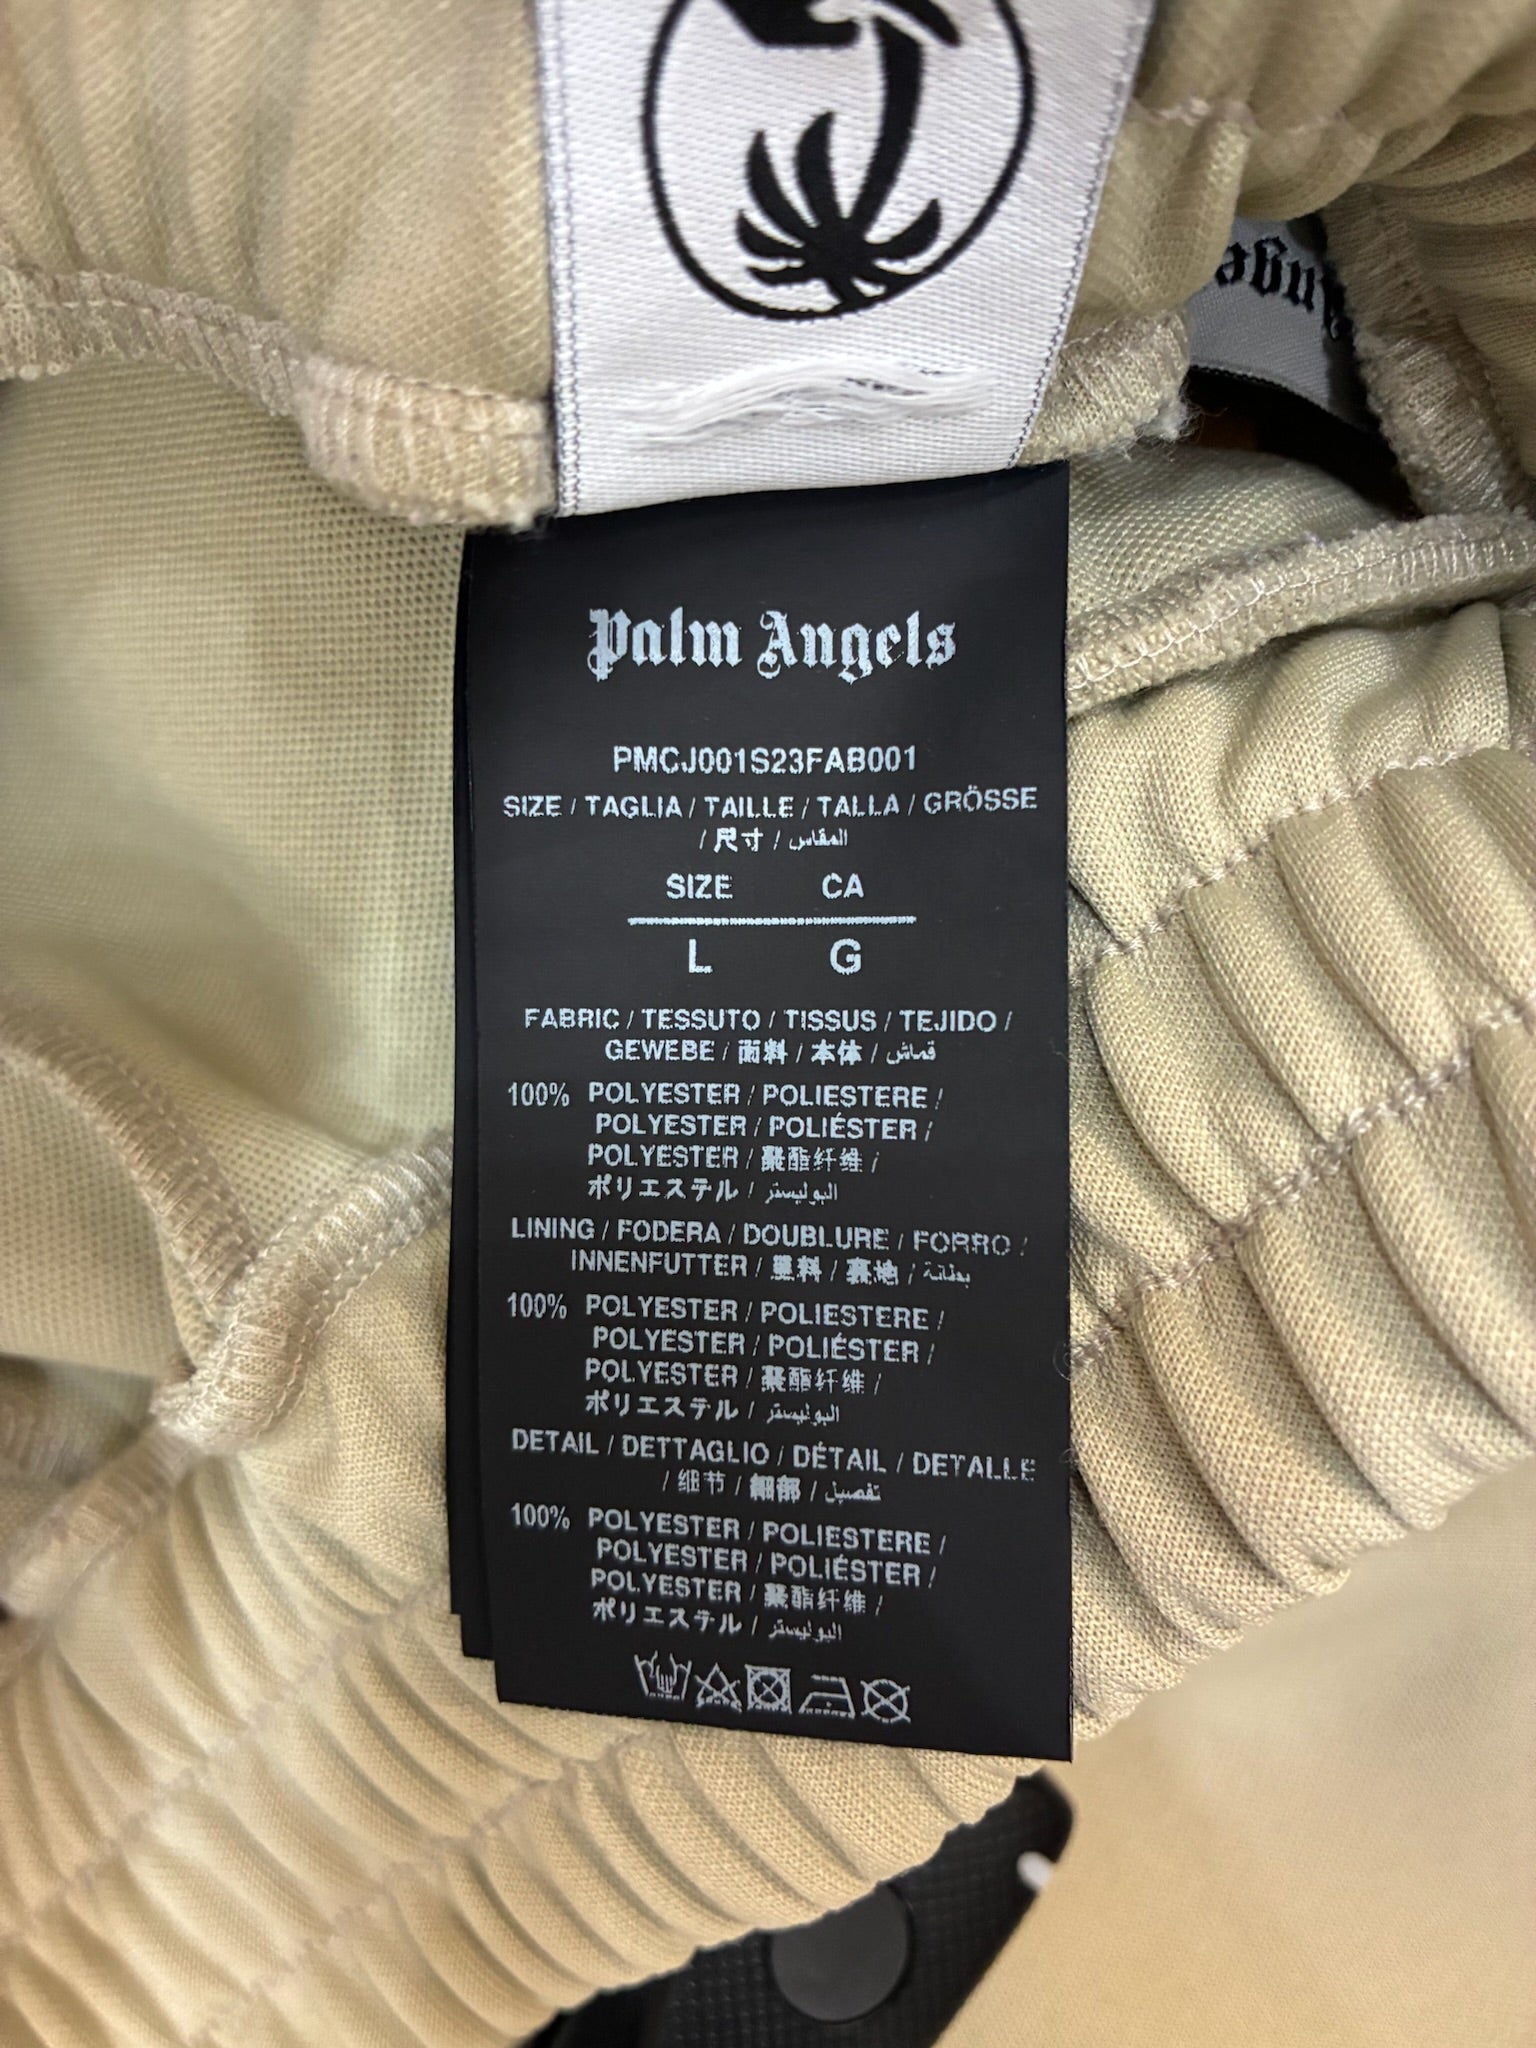 nge
Palm Angels
PMCJ001S23FAB001
SIZE / TAGLIA / TAILLE / TALLA / GRÖSSE
/ 尺寸 / المقاس
SIZE CA
L G
FABRIC / TESSUTO / TISSUS / TEJIDO /
GEWEBE / 面料 / 本体 / قماش
100% POLYESTER / POLIESTERE /
POLYESTER / POLIÉSTER /
POLYESTER / 聚酯纤维 /
ポリエステル / البوليستر
LINING / FODERA / DOUBLURE / FORRO /
INNENFUTTER / 里料 / 裏地 / بطانة
100% POLYESTER / POLIESTERE /
POLYESTER / POLIÉSTER /
POLYESTER / 聚酯纤维 /
ポリエステル / البوليستر
DETAIL / DETTAGLIO / DÉTAIL / DETALLE
/ 细节 / 細部 / تفصيل
100% POLYESTER / POLIESTERE /
POLYESTER / POLIÉSTER /
POLYESTER / 聚酯纤维 /
ポリエステル / البوليستر